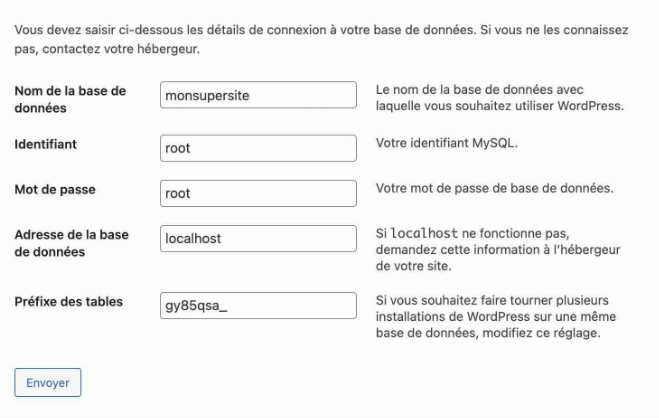 Vous devez saisir ci-dessous les détails de connexion à votre base de données. Si vous ne les connaissez
pas, contactez votre hébergeur.
Nom de la base de
données
monsupersite
Le nom de la base de données avec
laquelle vous souhaitez utiliser WordPress.
Identifiant
root
Votre identifiant MySQL.
Mot de passe
root
Votre mot de passe de base de données.
Adresse de la base
de données
localhost
Si localhost ne fonctionne pas,
demandez cette information à l’hébergeur
de votre site.
Préfixe des tables
gy85qsa_
Si vous souhaitez faire tourner plusieurs
installations de WordPress sur une même
base de données, modifiez ce réglage.
Envoyer